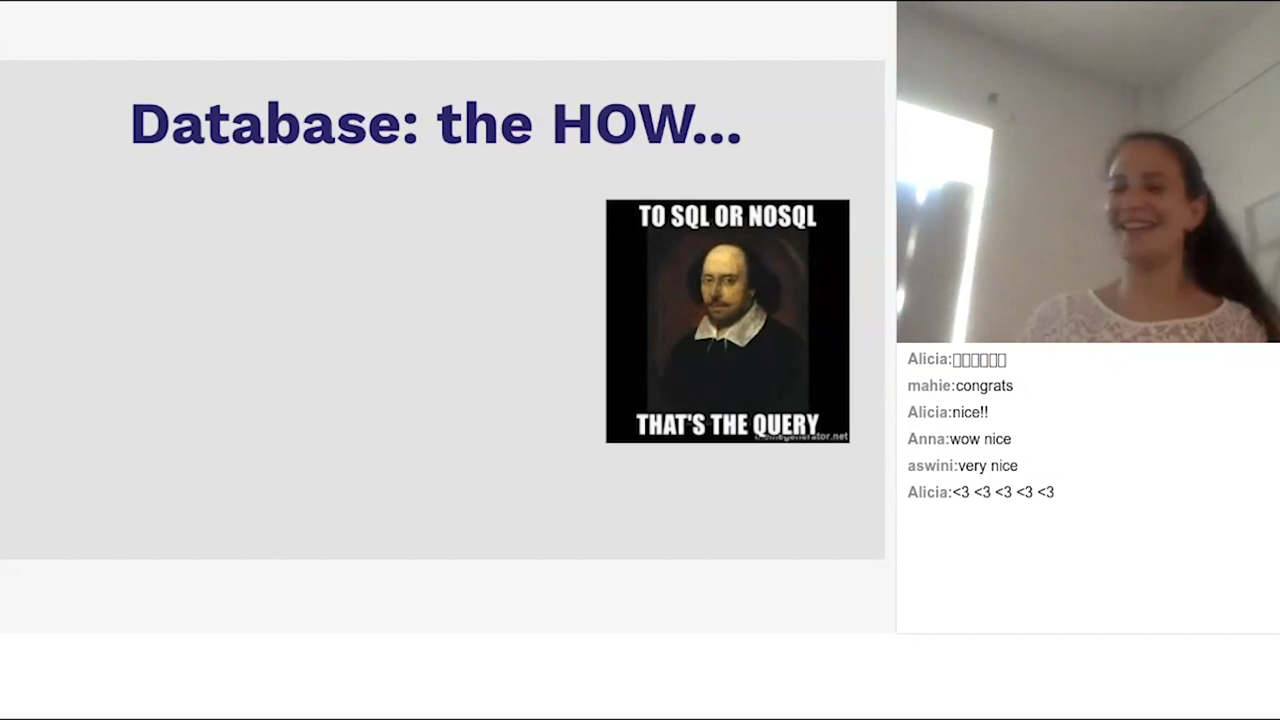 Database: the HOW...
TO SQL OR NOSQL
THAT'S THE QUERY
Alicia:
mahie:congrats
Alicia:nice!!
Anna:wow nice
aswini:very nice
Alicia:<3 <3 <3 <3 <3